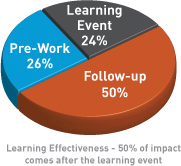 Learning
Event
24%
Pre-Work
26%
Follow-up
50%
Learning Effectiveness - 50% of impact
comes after the learning event